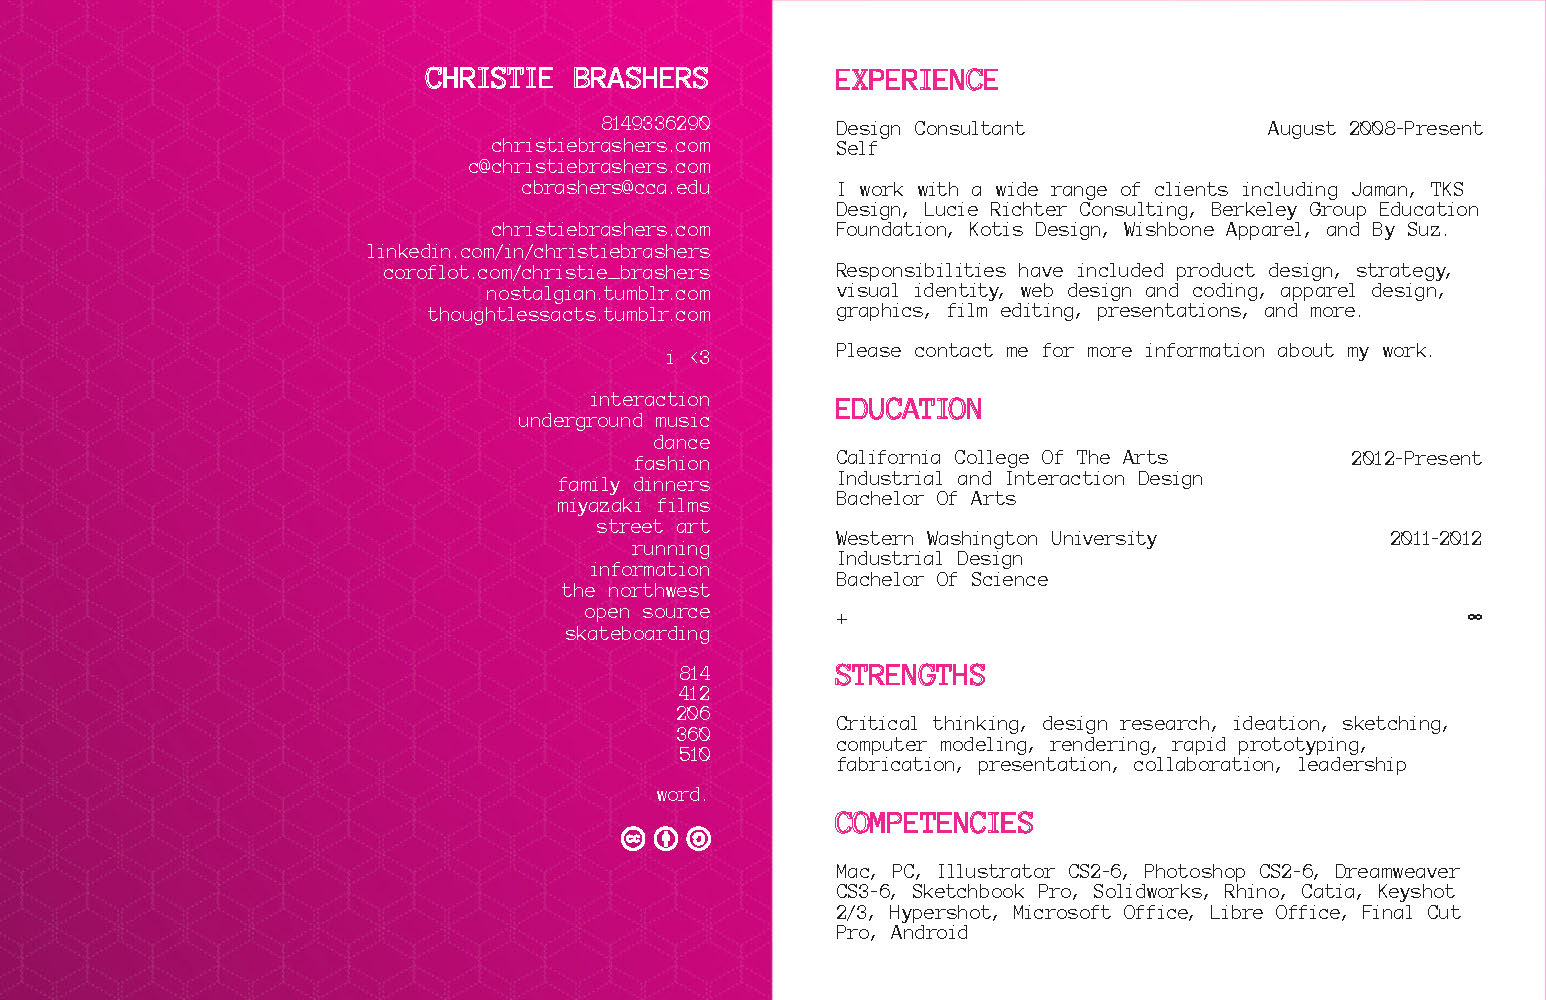 CHRISTIE BRASHERS
8149336290
christiebrashers.com
c@christiebrashers.com
cbrashers@cca.edu
christiebrashers.com
linkedin.com/in/christiebrashers
coroflot.com/christie_brashers
nostalgian.tumblr.com
thoughtlessacts.tumblr.com
i <3
interaction
underground music
dance
fashion
family dinners
miyazaki films
street art
running
information
the northwest
open source
skateboarding
814
412
206
360
510
word.
cc
EXPERIENCE
Design Consultant August 2008-Present
Self
I work with a wide range of clients including Jaman, TKS
Design, Lucie Richter Consulting, Berkeley Group Education
Foundation, Kotis Design, Wishbone Apparel, and By Suz.
Responsibilities have included product design, strategy,
visual identity, web design and coding, apparel design,
graphics, film editing, presentations, and more.
Please contact me for more information about my work.
EDUCATION
California College Of The Arts 2012-Present
Industrial and Interaction Design
Bachelor Of Arts
Western Washington University 2011-2012
Industrial Design
Bachelor Of Science
+ ∞
STRENGTHS
Critical thinking, design research, ideation, sketching,
computer modeling, rendering, rapid prototyping,
fabrication, presentation, collaboration, leadership
COMPETENCIES
Mac, PC, Illustrator CS2-6, Photoshop CS2-6, Dreamweaver
CS3-6, Sketchbook Pro, Solidworks, Rhino, Catia, Keyshot
2/3, Hypershot, Microsoft Office, Libre Office, Final Cut
Pro, Android